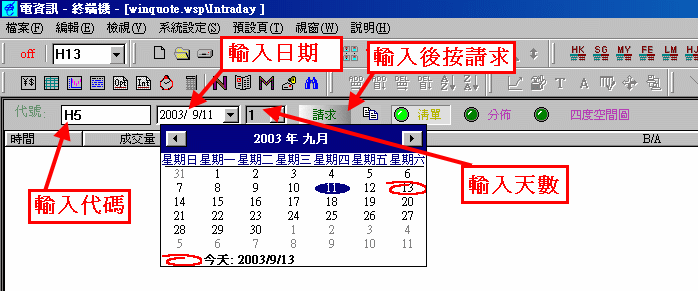 電資訊 - 終端機 - [winquote.wsp\Intraday ]
檔案(F) 編輯(E) 檢視(V) 系統設定(S) 預設頁(T) 視窗(W) 說明(H)
off H13 輸入日期 輸入後按請求 HK SG MY FE JM IM
¥$ Opt Int N M
代號: H5 2003/ 9/11 1 請求 清單 分佈 四度空間圖
時間 成交量 B/A
2003 年 九月
星期日 星期一 星期二 星期三 星期四 星期五 星期六
31 1 2 3 4 5 6
7 8 9 10 11 12 13
14 15 16 17 18 19 20
21 22 23 24 25 26 27
28 29 30 1 2 3 4
5 6 7 8 9 10 11
今天: 2003/9/13
輸入代碼
輸入天數